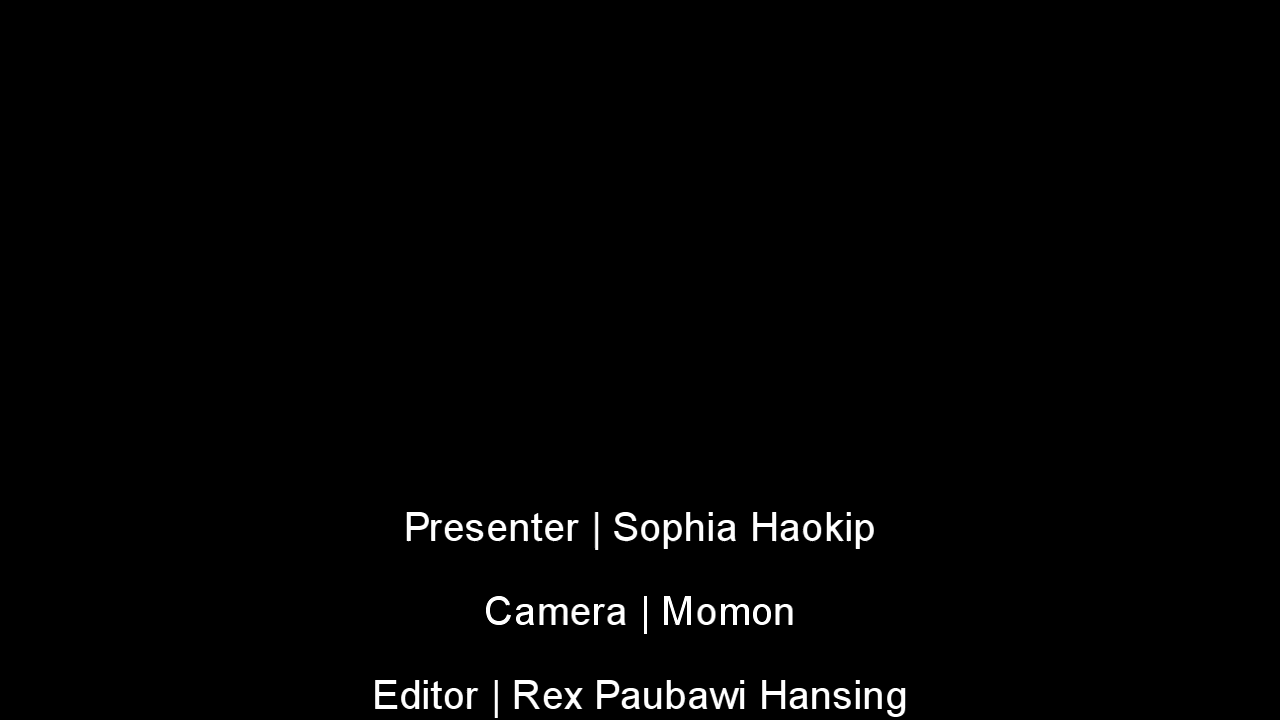 Presenter | Sophia Haokip
Camera | Momon
Editor | Rex Paubawi Hansing